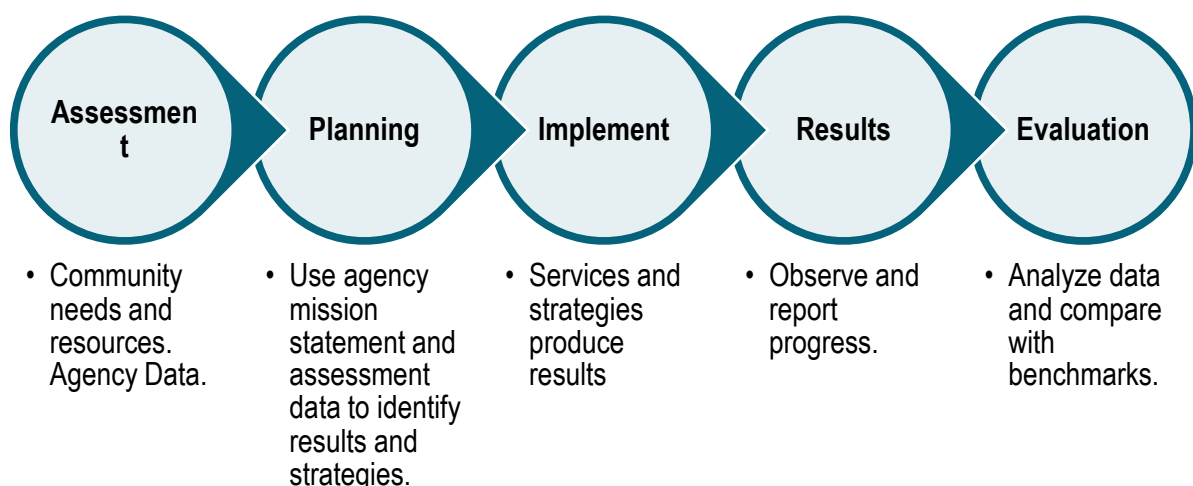 Assessmen
t
Planning
Implement
Results
Evaluation
• Community
needs and
resources.
Agency Data.
• Use agency
mission
statement and
assessment
data to identify
results and
strategies.
• Services and
strategies
produce
results
• Observe and
report
progress.
• Analyze data
and compare
with
benchmarks.